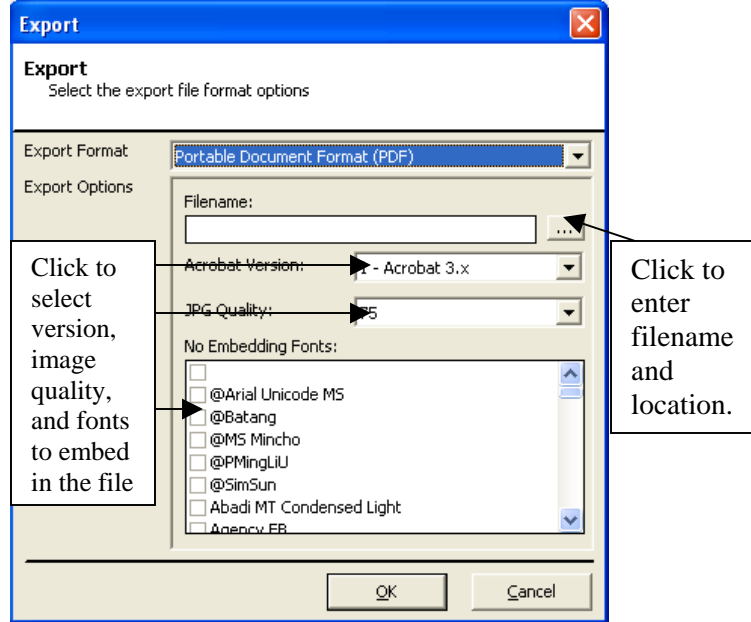 Export
Export
Select the export file format options
Export Format
Portable Document Format (PDF)
Export Options
Filename:
...
Acrobat Version:
- Acrobat 3.x
JPG Quality:
75
No Embedding Fonts:
@Arial Unicode MS
@Batang
@MS Mincho
@PMingLiU
@SimSun
Abadi MT Condensed Light
Agency FB
OK
Cancel
Click to
select
version,
image
quality,
and fonts
to embed
in the file
Click to
enter
filename
and
location.